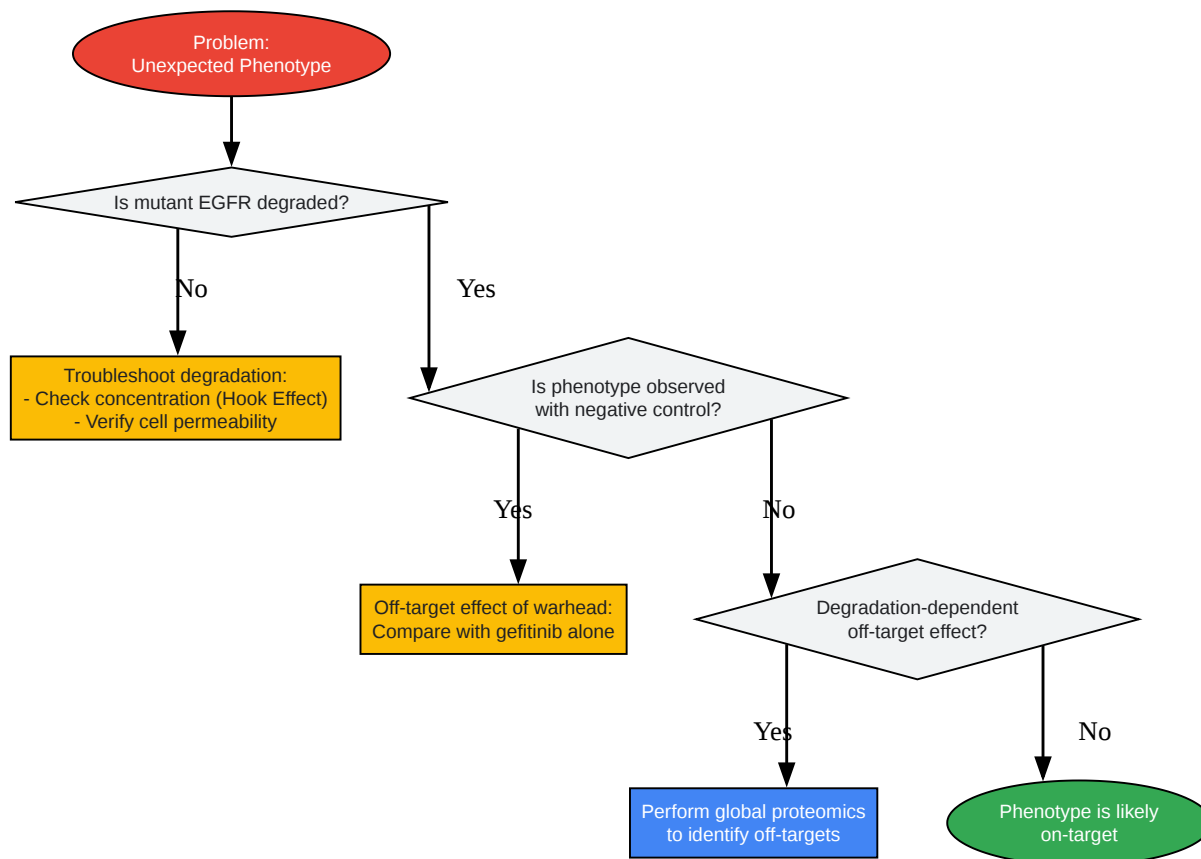 Problem:
Unexpected Phenotype
Is mutant EGFR degraded?
No
Yes
Troubleshoot degradation:
- Check concentration (Hook Effect)
- Verify cell permeability
Is phenotype observed
with negative control?
Yes
No
Off-target effect of warhead:
Compare with gefitinib alone
Degradation-dependent
off-target effect?
Yes
No
Perform global proteomics
to identify off-targets
Phenotype is likely
on-target